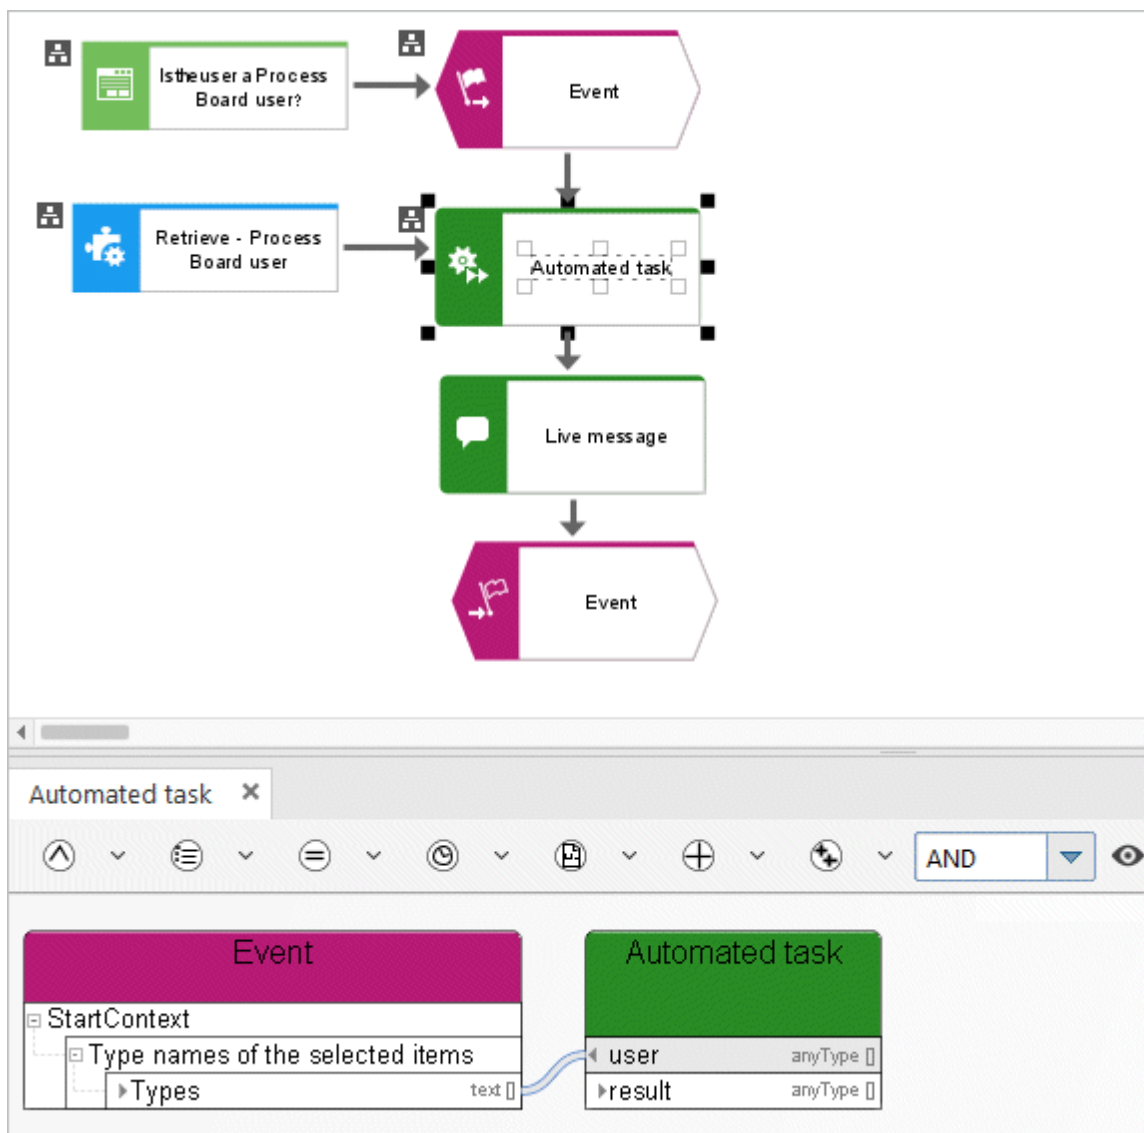 Istheuser a Process
Board user?
Event
Retrieve - Process
Board user
Automated task
Live message
Event
Automated task
AND
Event
Automated task
StartContext
Type names of the selected items
user anyType []
Types text []
result anyType []